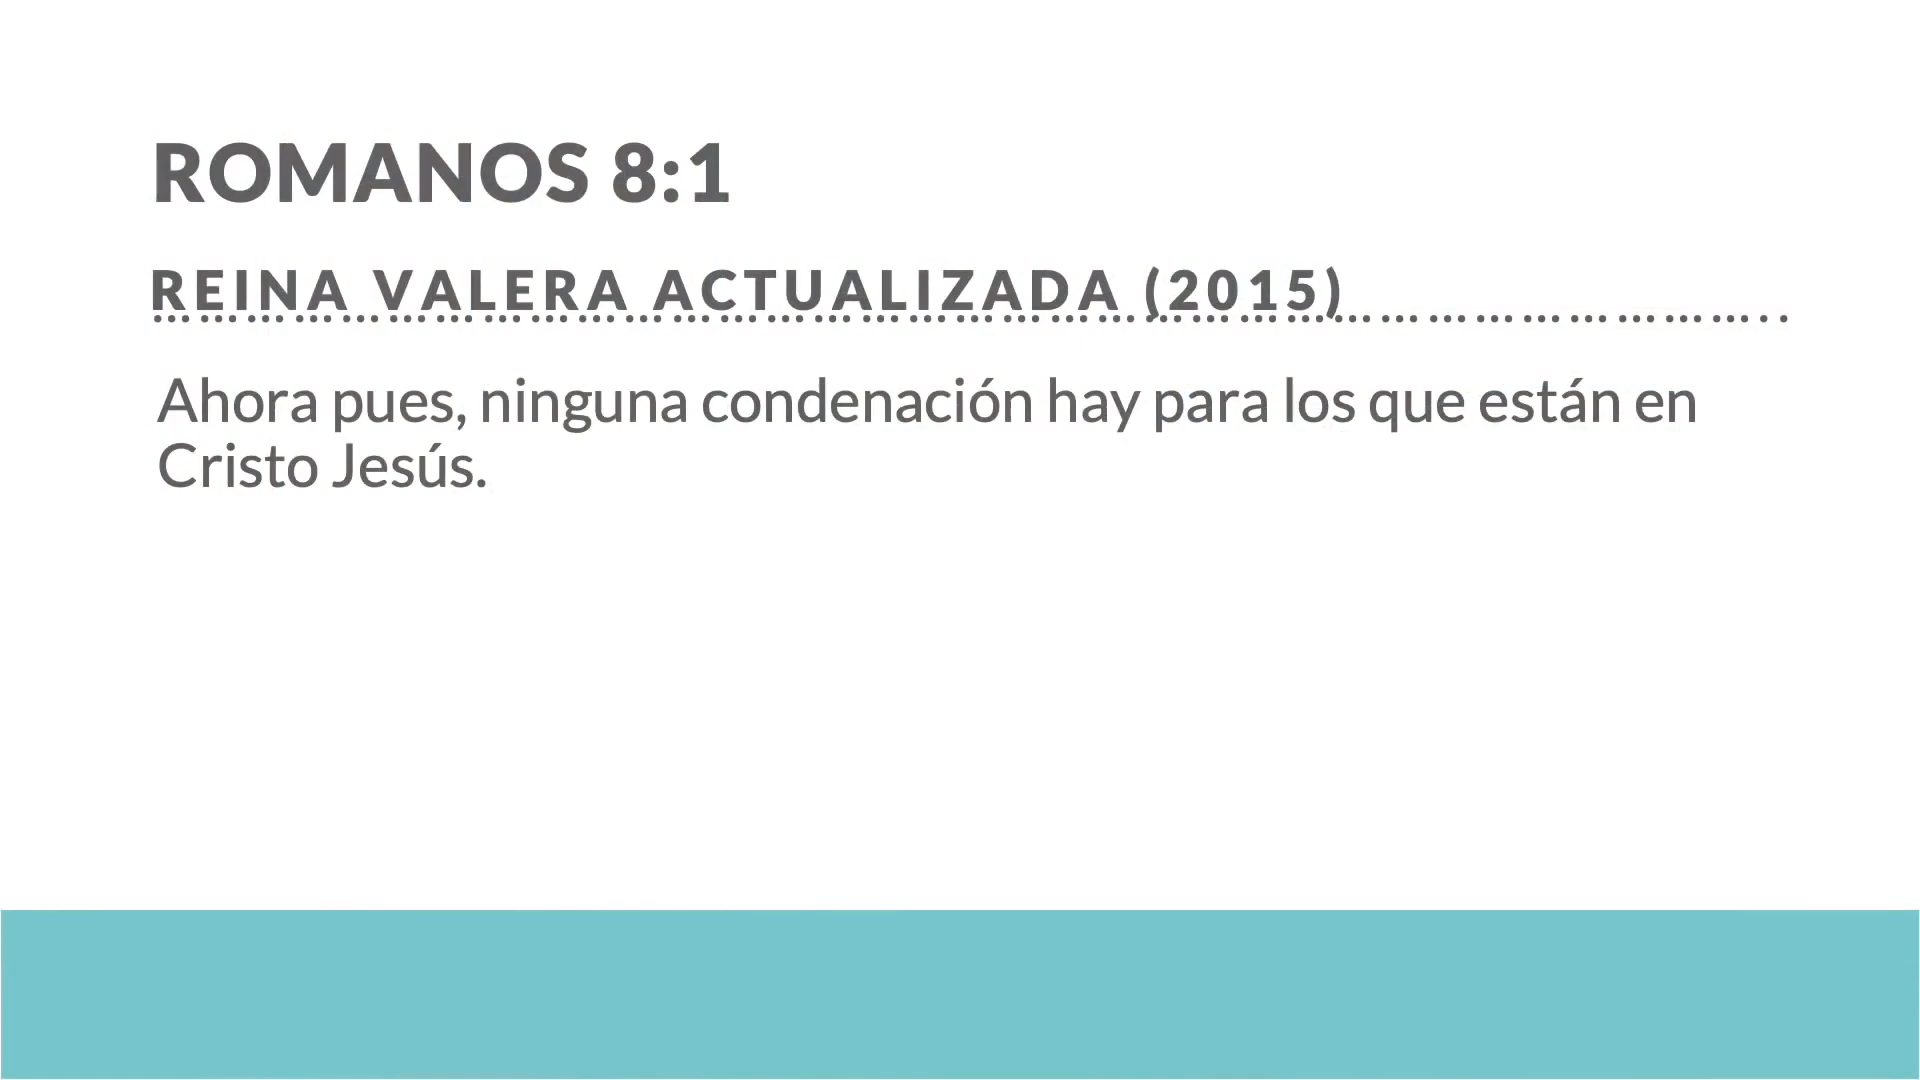 ROMANOS 8:1
REINA VALERA ACTUALIZADA (2015)
Ahora pues, ninguna condenación hay para los que están en
Cristo Jesús.